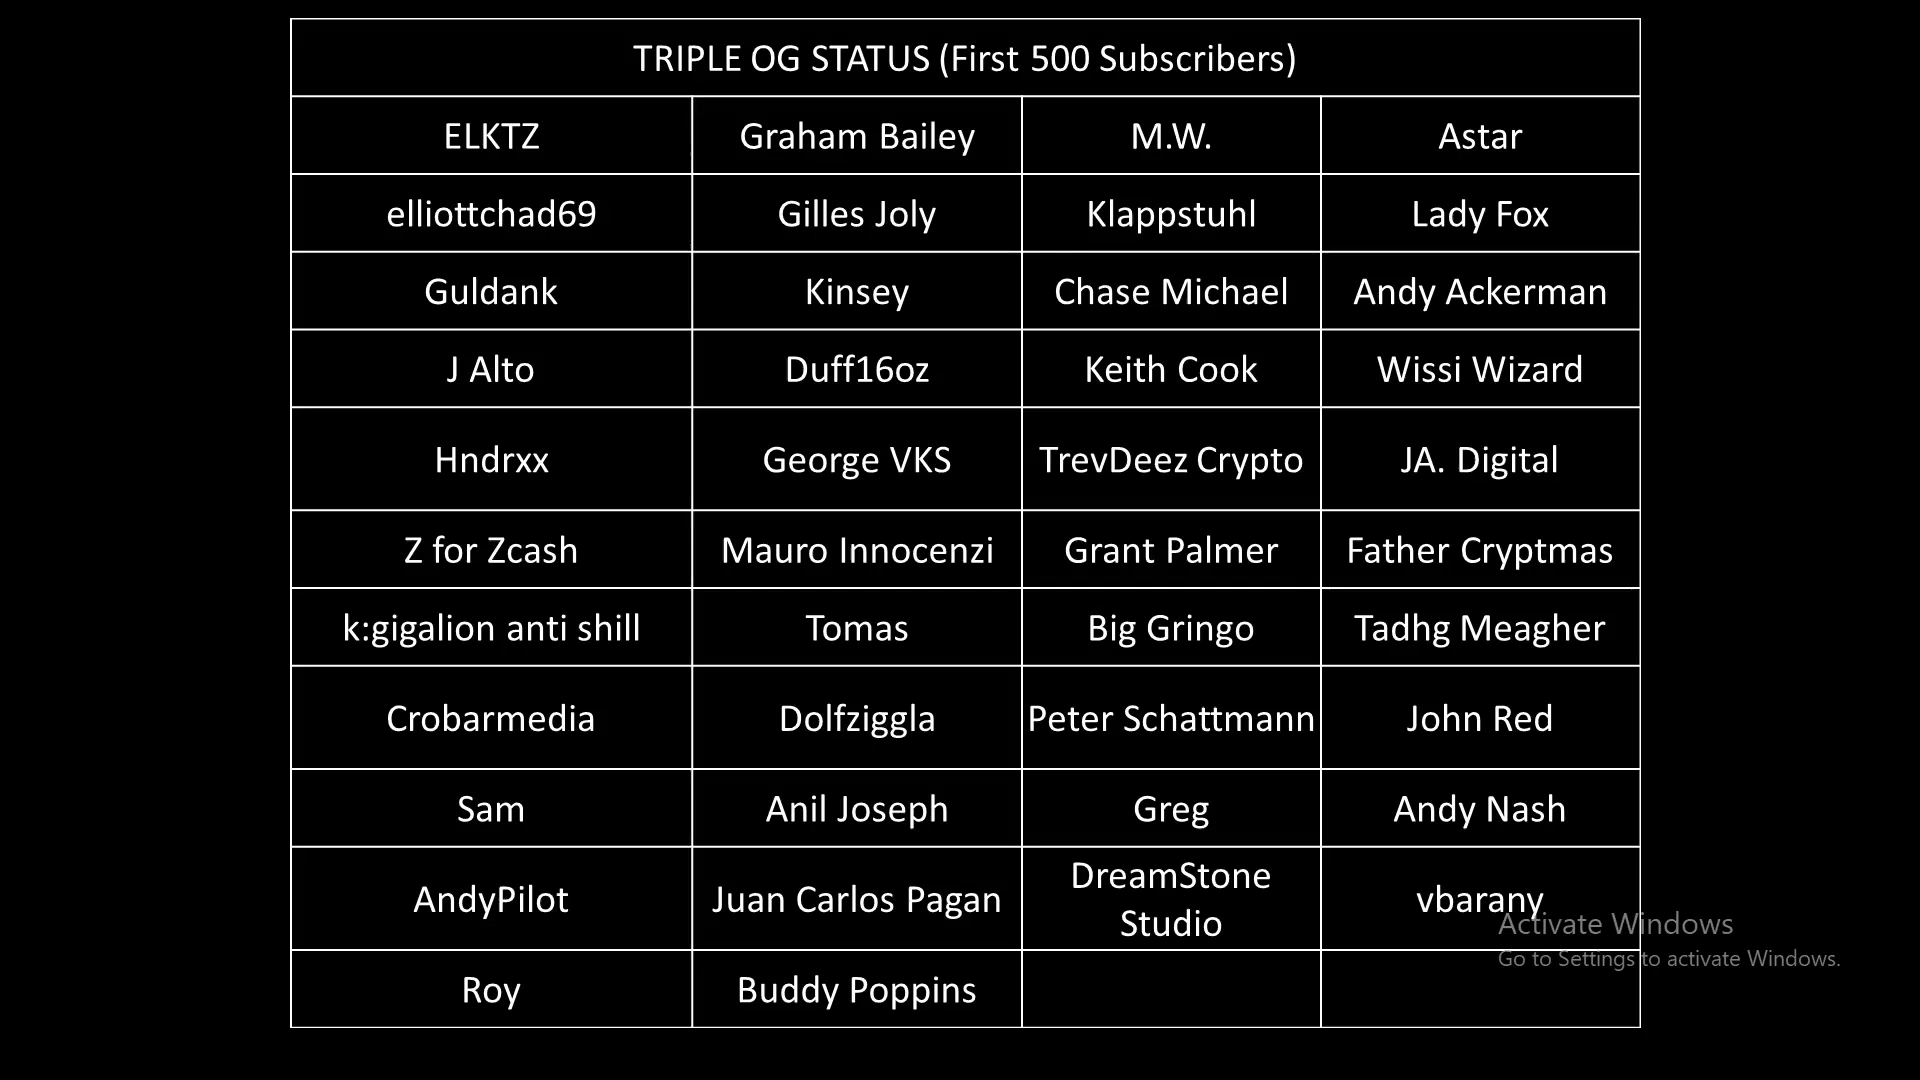 TRIPLE OG STATUS (First 500 Subscribers)
ELKTZ Graham Bailey M.W. Astar
elliottchad69 Gilles Joly Klappstuhl Lady Fox
Guldank Kinsey Chase Michael Andy Ackerman
J Alto Duff16oz Keith Cook Wissi Wizard
Hndrxx George VKS TrevDeez Crypto JA. Digital
Z for Zcash Mauro Innocenzi Grant Palmer Father Cryptmas
k:gigalion anti shill Tomas Big Gringo Tadhg Meagher
Crobarmedia Dolfziggla Peter Schattmann John Red
Sam Anil Joseph Greg Andy Nash
AndyPilot Juan Carlos Pagan DreamStone Studio vbarany
Roy Buddy Poppins
Activate Windows
Go to Settings to activate Windows.